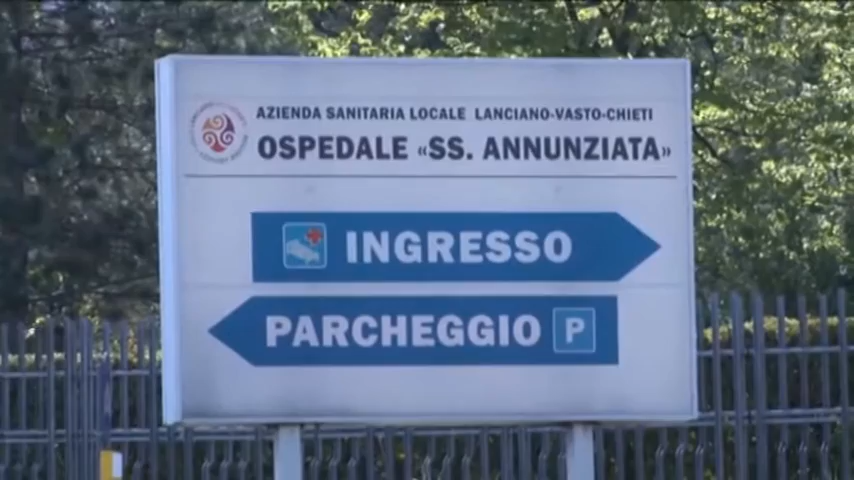 AZIENDA SANITARIA LOCALE LANCIANO-VASTO-CHIETI
OSPEDALE «SS. ANNUNZIATA»
INGRESSO
PARCHEGGIO P